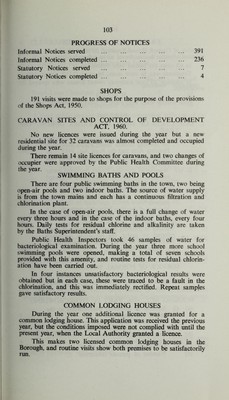 103
PROGRESS OF NOTICES
Informal Notices served ... ... ... ... ... 391
Informal Notices completed ... ... ... ... ... 236
Statutory Notices served ... ... ... ... ... 7
Statutory Notices completed ... ... ... ... ... 4
SHOPS
191 visits were made to shops for the purpose of the provisions
of the Shops Act, 1950.
CARAVAN SITES AND CONTROL OF DEVELOPMENT
ACT, 1960.
No new licences were issued during the year but a new
residential site for 32 caravans was almost completed and occupied
during the year.
There remain 14 site licences for caravans, and two changes of
occupier were approved by the Public Health Committee during
the year.
SWIMMING BATHS AND POOLS
There are four public swimming baths in the town, two being
open-air pools and two indoor baths. The source of water supply
is from the town mains and each has a continuous filtration and
chlorination plant.
In the case of open-air pools, there is a full change of water
every three hours and in the case of the indoor baths, every four
hours. Daily tests for residual chlorine and alkalinity are taken
by the Baths Superintendent's staff.
Public Health Inspectors took 46 samples of water for
bacteriological examination. During the year three more school
swimming pools were opened, making a total of seven schools
provided with this amenity, and routine tests for residual chlorin-
ation have been carried out.
In four instances unsatisfactory bacteriological results were
obtained but in each case, these were traced to a fault in the
chlorination, and this was immediately rectified. Repeat samples
gave satisfactory results.
COMMON LODGING HOUSES
During the year one additional licence was granted for a
common lodging house. This application was received the previous
year, but the conditions imposed were not complied with until the
present year, when the Local Authority granted a licence.
This makes two licensed common lodging houses in the
Borough, and routine visits show both premises to be satisfactorily
run.